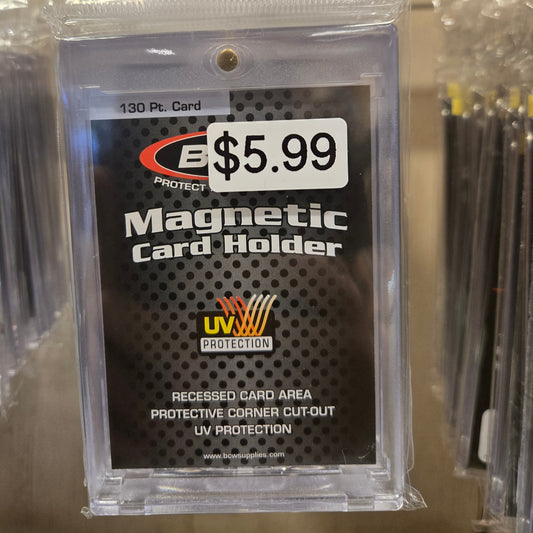 130 Pt. Card
B
$5.99
PROTECT
Magnetic
Card Holder
UV
PROTECTION
RECESSED CARD AREA
PROTECTIVE CORNER CUT-OUT
UV PROTECTION
www.bcwsupplies.com